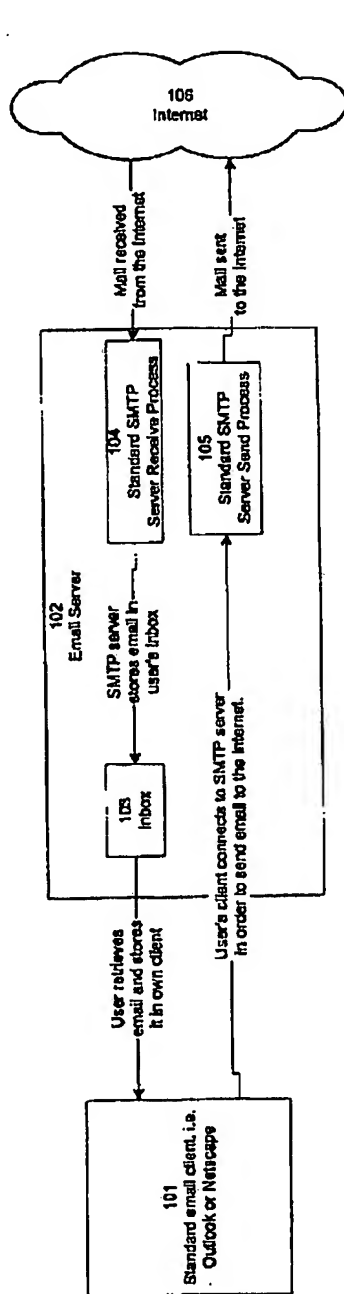 106
Internet
Mail received
from the Internet
Mail sent
to the Internet
102
Email Server
104
Standard SMTP
Server Receive Process
105
Standard SMTP
Server Send Process
SMTP server
stores email in
user's Inbox
103
Inbox
User's client connects to SMTP server
in order to send email to the Internet.
User retrieves
email and stores
it in own client
101
Standard email client, i.e.
Outlook or Netscape